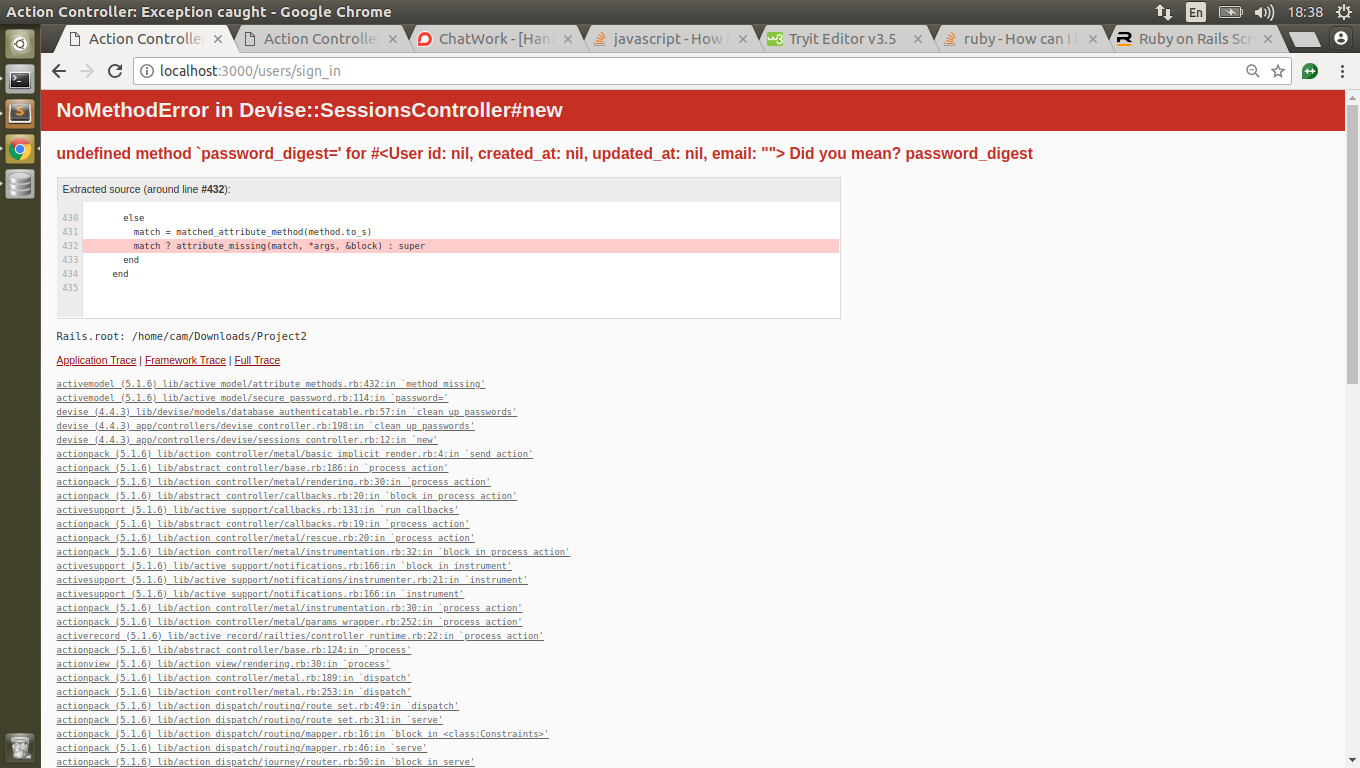 Action Controller: Exception caught - Google Chrome
En
18:38
Action Controlle
Action Controlle
ChatWork - [Han
javascript - How
Tryit Editor v3.5
ruby - How can I i
Ruby on Rails Scr
localhost:3000/users/sign_in
NoMethodError in Devise::SessionsController#new
undefined method `password_digest=' for #<User id: nil, created_at: nil, updated_at: nil, email: ""> Did you mean? password_digest
Extracted source (around line #432):
430 else
431 match = matched_attribute_method(method.to_s)
432 match ? attribute_missing(match, *args, &block) : super
433 end
434 end
435
Rails.root: /home/cam/Downloads/Project2
Application Trace | Framework Trace | Full Trace
activemodel (5.1.6) lib/active_model/attribute_methods.rb:432:in `method_missing'
activemodel (5.1.6) lib/active_model/secure_password.rb:114:in `password='
devise (4.4.3) lib/devise/models/database_authenticatable.rb:57:in `clean_up_passwords'
devise (4.4.3) app/controllers/devise_controller.rb:198:in `clean_up_passwords'
devise (4.4.3) app/controllers/devise/sessions_controller.rb:12:in `new'
actionpack (5.1.6) lib/action_controller/metal/basic_implicit_render.rb:4:in `send_action'
actionpack (5.1.6) lib/abstract_controller/base.rb:186:in `process_action'
actionpack (5.1.6) lib/action_controller/metal/rendering.rb:30:in `process_action'
actionpack (5.1.6) lib/abstract_controller/callbacks.rb:20:in `block in process_action'
activesupport (5.1.6) lib/active_support/callbacks.rb:131:in `run_callbacks'
actionpack (5.1.6) lib/abstract_controller/callbacks.rb:19:in `process_action'
actionpack (5.1.6) lib/action_controller/metal/rescue.rb:20:in `process_action'
actionpack (5.1.6) lib/action_controller/metal/instrumentation.rb:32:in `block in process_action'
activesupport (5.1.6) lib/active_support/notifications.rb:166:in `block in instrument'
activesupport (5.1.6) lib/active_support/notifications/instrumenter.rb:21:in `instrument'
activesupport (5.1.6) lib/active_support/notifications.rb:166:in `instrument'
actionpack (5.1.6) lib/action_controller/metal/instrumentation.rb:30:in `process_action'
actionpack (5.1.6) lib/action_controller/metal/params_wrapper.rb:252:in `process_action'
activerecord (5.1.6) lib/active_record/railties/controller_runtime.rb:22:in `process_action'
actionpack (5.1.6) lib/abstract_controller/base.rb:124:in `process'
actionview (5.1.6) lib/action_view/rendering.rb:30:in `process'
actionpack (5.1.6) lib/action_controller/metal.rb:189:in `dispatch'
actionpack (5.1.6) lib/action_controller/metal.rb:253:in `dispatch'
actionpack (5.1.6) lib/action_dispatch/routing/route_set.rb:49:in `dispatch'
actionpack (5.1.6) lib/action_dispatch/routing/route_set.rb:31:in `serve'
actionpack (5.1.6) lib/action_dispatch/routing/mapper.rb:16:in `block in <class:Constraints>'
actionpack (5.1.6) lib/action_dispatch/routing/mapper.rb:46:in `serve'
actionpack (5.1.6) lib/action_dispatch/journey/router.rb:50:in `block in serve'